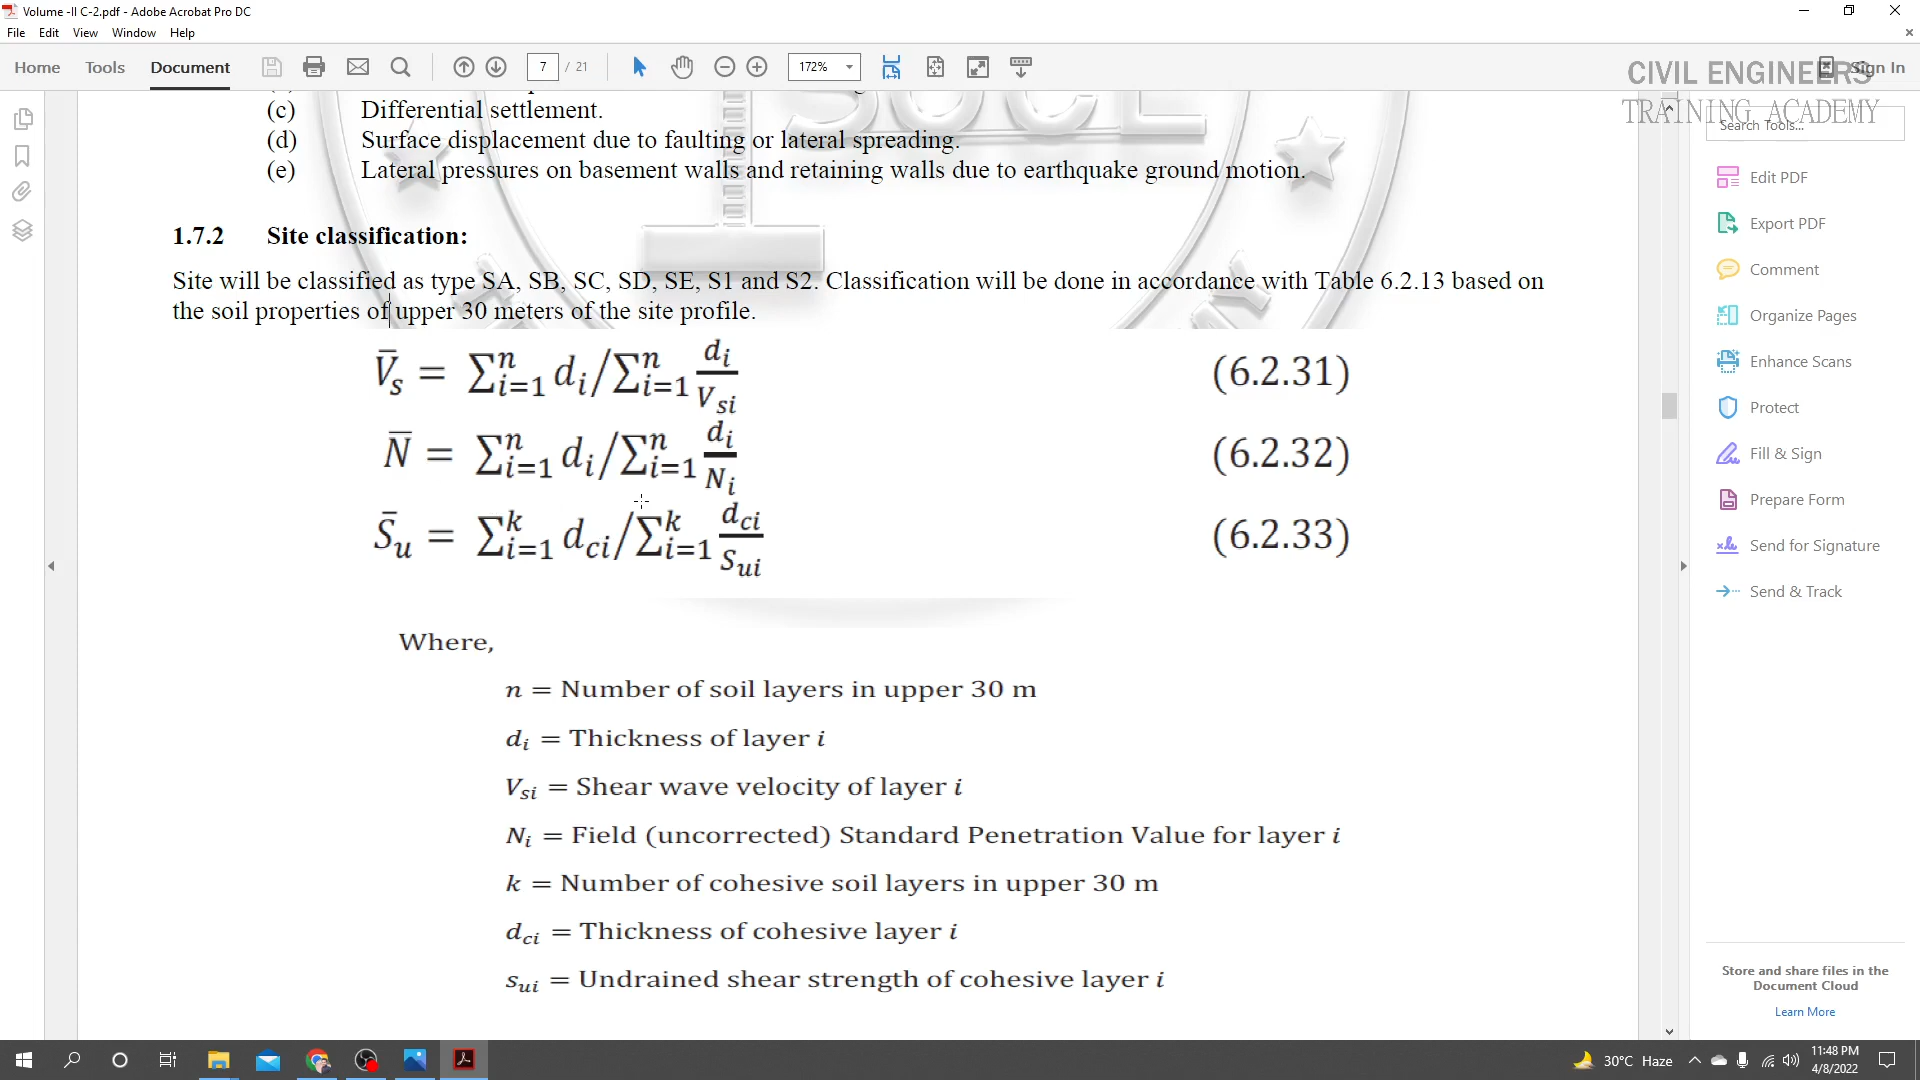 Volume -II C-2.pdf - Adobe Acrobat Pro DC
File Edit View Window Help
Home Tools Document 7 / 21 172% Sign In
CIVIL ENGINEERS
TRAINING ACADEMY
Search Tools...
(c) Differential settlement.
(d) Surface displacement due to faulting or lateral spreading.
(e) Lateral pressures on basement walls and retaining walls due to earthquake ground motion.
1.7.2 Site classification:
Site will be classified as type SA, SB, SC, SD, SE, S1 and S2. Classification will be done in accordance with Table 6.2.13 based on
the soil properties of upper 30 meters of the site profile.
V̄s = ∑ⁿᵢ₌₁ dᵢ/∑ⁿᵢ₌₁ dᵢ/Vsi (6.2.31)
N̄ = ∑ⁿᵢ₌₁ dᵢ/∑ⁿᵢ₌₁ dᵢ/Nᵢ (6.2.32)
S̄u = ∑ᵏᵢ₌₁ dci/∑ᵏᵢ₌₁ dci/Sui (6.2.33)
Where,
n = Number of soil layers in upper 30 m
di = Thickness of layer i
Vsi = Shear wave velocity of layer i
Ni = Field (uncorrected) Standard Penetration Value for layer i
k = Number of cohesive soil layers in upper 30 m
dci = Thickness of cohesive layer i
sui = Undrained shear strength of cohesive layer i
Edit PDF
Export PDF
Comment
Organize Pages
Enhance Scans
Protect
Fill & Sign
Prepare Form
Send for Signature
Send & Track
Store and share files in the
Document Cloud
Learn More
30°C Haze
11:48 PM
4/8/2022